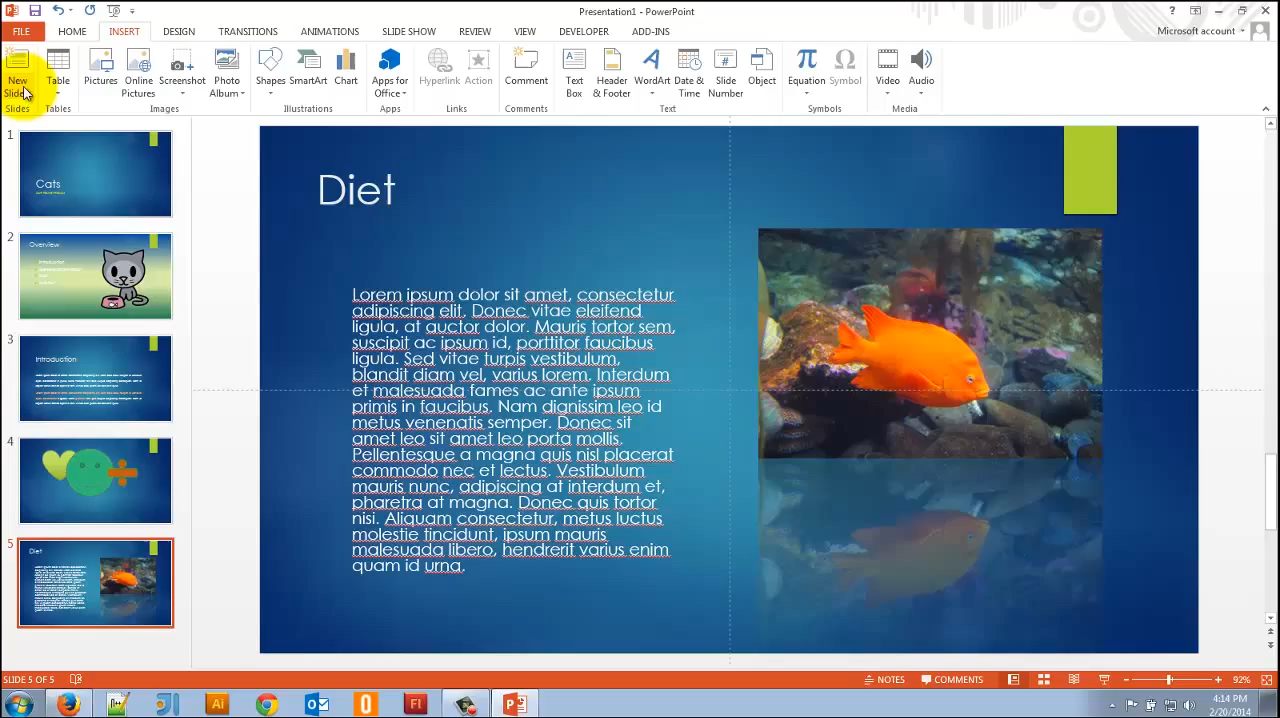 Presentation1 - PowerPoint
FILE HOME INSERT DESIGN TRANSITIONS ANIMATIONS SLIDE SHOW REVIEW VIEW DEVELOPER ADD-INS
Microsoft account
New Slide
Table
Pictures
Online Pictures
Screenshot
Photo Album
Shapes
SmartArt
Chart
Apps for Office
Hyperlink
Action
Comment
Text Box
Header & Footer
WordArt
Date & Time
Slide Number
Object
Equation
Symbol
Video
Audio
Slides Tables Images Illustrations Apps Links Comments Text Symbols Media
1
Cats
2
Overview
Introduction
3
Introduction
4
5
Diet
Diet
Lorem ipsum dolor sit amet, consectetur
adipiscing elit. Donec vitae eleifend
ligula, at auctor dolor. Mauris tortor sem,
suscipit ac ipsum id, porttitor faucibus
ligula. Sed vitae turpis vestibulum,
blandit diam vel, varius lorem. Interdum
et malesuada fames ac ante ipsum
primis in faucibus. Nam dignissim leo id
metus venenatis semper. Donec sit
amet leo sit amet leo porta mollis.
Pellentesque a magna quis nisl placerat
commodo nec et lectus. Vestibulum
mauris nunc, adipiscing at interdum et,
pharetra at magna. Donec quis tortor
nisi. Aliquam consectetur, metus luctus
molestie tincidunt, ipsum mauris
malesuada libero, hendrerit varius enim
quam id urna.
SLIDE 5 OF 5
NOTES COMMENTS 92%
4:14 PM
2/20/2014